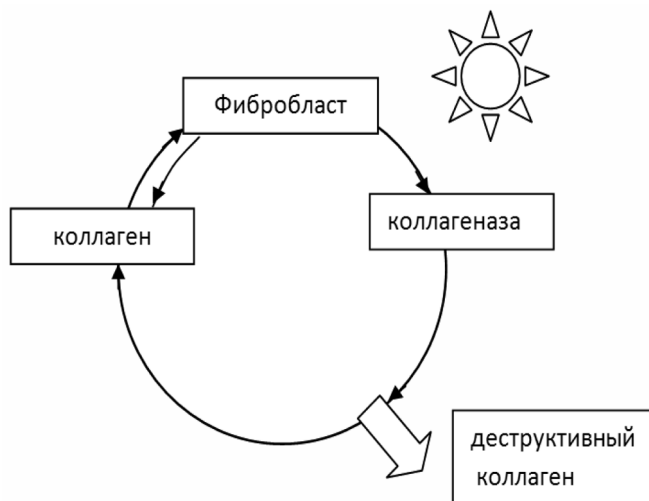 Фибробласт
коллаген
коллагеназа
деструктивный
коллаген